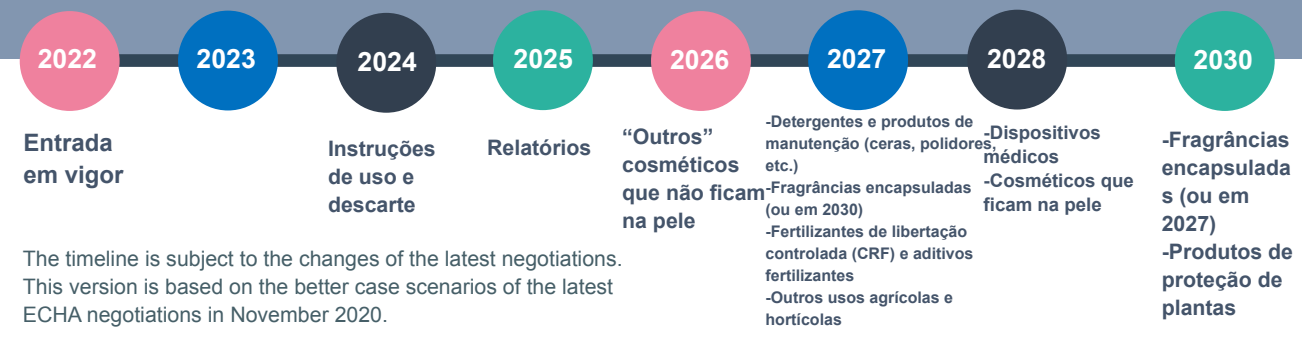 2022
2023
2024
2025
2026
2027
2028
2030
Entrada
em vigor
Instruções
de uso e
descarte
Relatórios
“Outros”
cosméticos
que não ficam
na pele
-Detergentes e produtos de
manutenção (ceras, polidores,
etc.)
-Fragrâncias encapsuladas
(ou em 2030)
-Fertilizantes de libertação
controlada (CRF) e aditivos
fertilizantes
-Outros usos agrícolas e
hortícolas
-Dispositivos
médicos
-Cosméticos que
ficam na pele
-Fragrâncias
encapsulada
s (ou em
2027)
-Produtos de
proteção de
plantas
The timeline is subject to the changes of the latest negotiations.
This version is based on the better case scenarios of the latest
ECHA negotiations in November 2020.